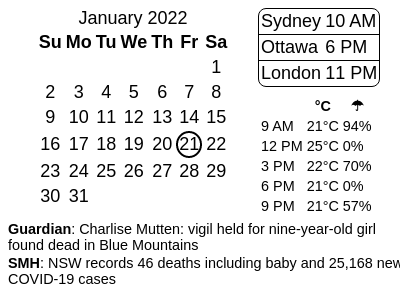 January 2022
Su Mo Tu We Th Fr Sa
1
2 3 4 5 6 7 8
9 10 11 12 13 14 15
16 17 18 19 20 21 22
23 24 25 26 27 28 29
30 31
Sydney 10 AM
Ottawa 6 PM
London 11 PM
°C ☂
9 AM 21°C 94%
12 PM 25°C 0%
3 PM 22°C 70%
6 PM 21°C 0%
9 PM 21°C 57%
Guardian: Charlise Mutten: vigil held for nine-year-old girl
found dead in Blue Mountains
SMH: NSW records 46 deaths including baby and 25,168 new
COVID-19 cases